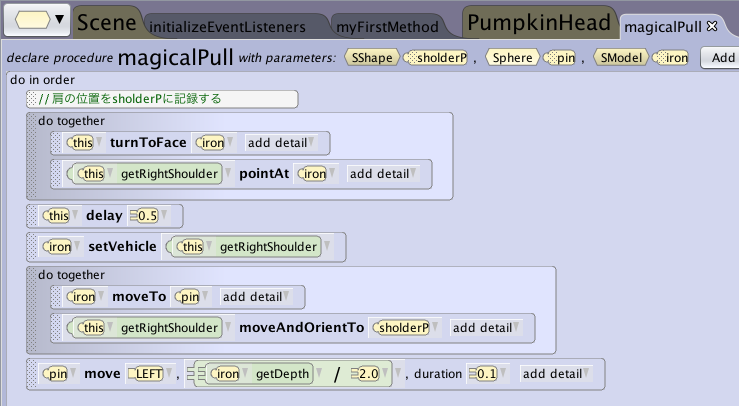 Scene initializeEventListeners myFirstMethod PumpkinHead magicalPull
declare procedure magicalPull with parameters: SShape sholderP , Sphere pin , SModel iron Add
do in order
// 肩の位置をsholderPに記録する
do together
this turnToFace iron add detail
this getRightShoulder pointAt iron add detail
this delay 0.5
iron setVehicle this getRightShoulder
do together
iron moveTo pin add detail
this getRightShoulder moveAndOrientTo sholderP add detail
pin move LEFT , iron getDepth / 2.0 , duration 0.1 add detail